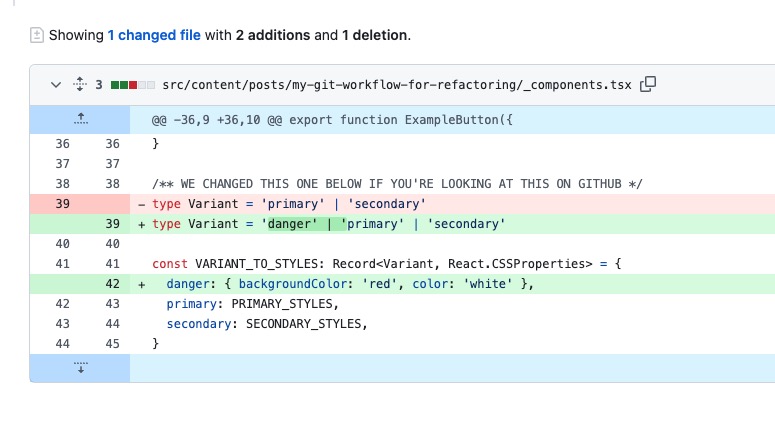 Showing 1 changed file with 2 additions and 1 deletion.
3 src/content/posts/my-git-workflow-for-refactoring/_components.tsx
@@ -36,9 +36,10 @@ export function ExampleButton({
36 36 }
37 37
38 38 /** WE CHANGED THIS ONE BELOW IF YOU'RE LOOKING AT THIS ON GITHUB */
39 - type Variant = 'primary' | 'secondary'
39 + type Variant = 'danger' | 'primary' | 'secondary'
40 40
41 41 const VARIANT_TO_STYLES: Record<Variant, React.CSSProperties> = {
42 + danger: { backgroundColor: 'red', color: 'white' },
42 43 primary: PRIMARY_STYLES,
43 44 secondary: SECONDARY_STYLES,
44 45 }